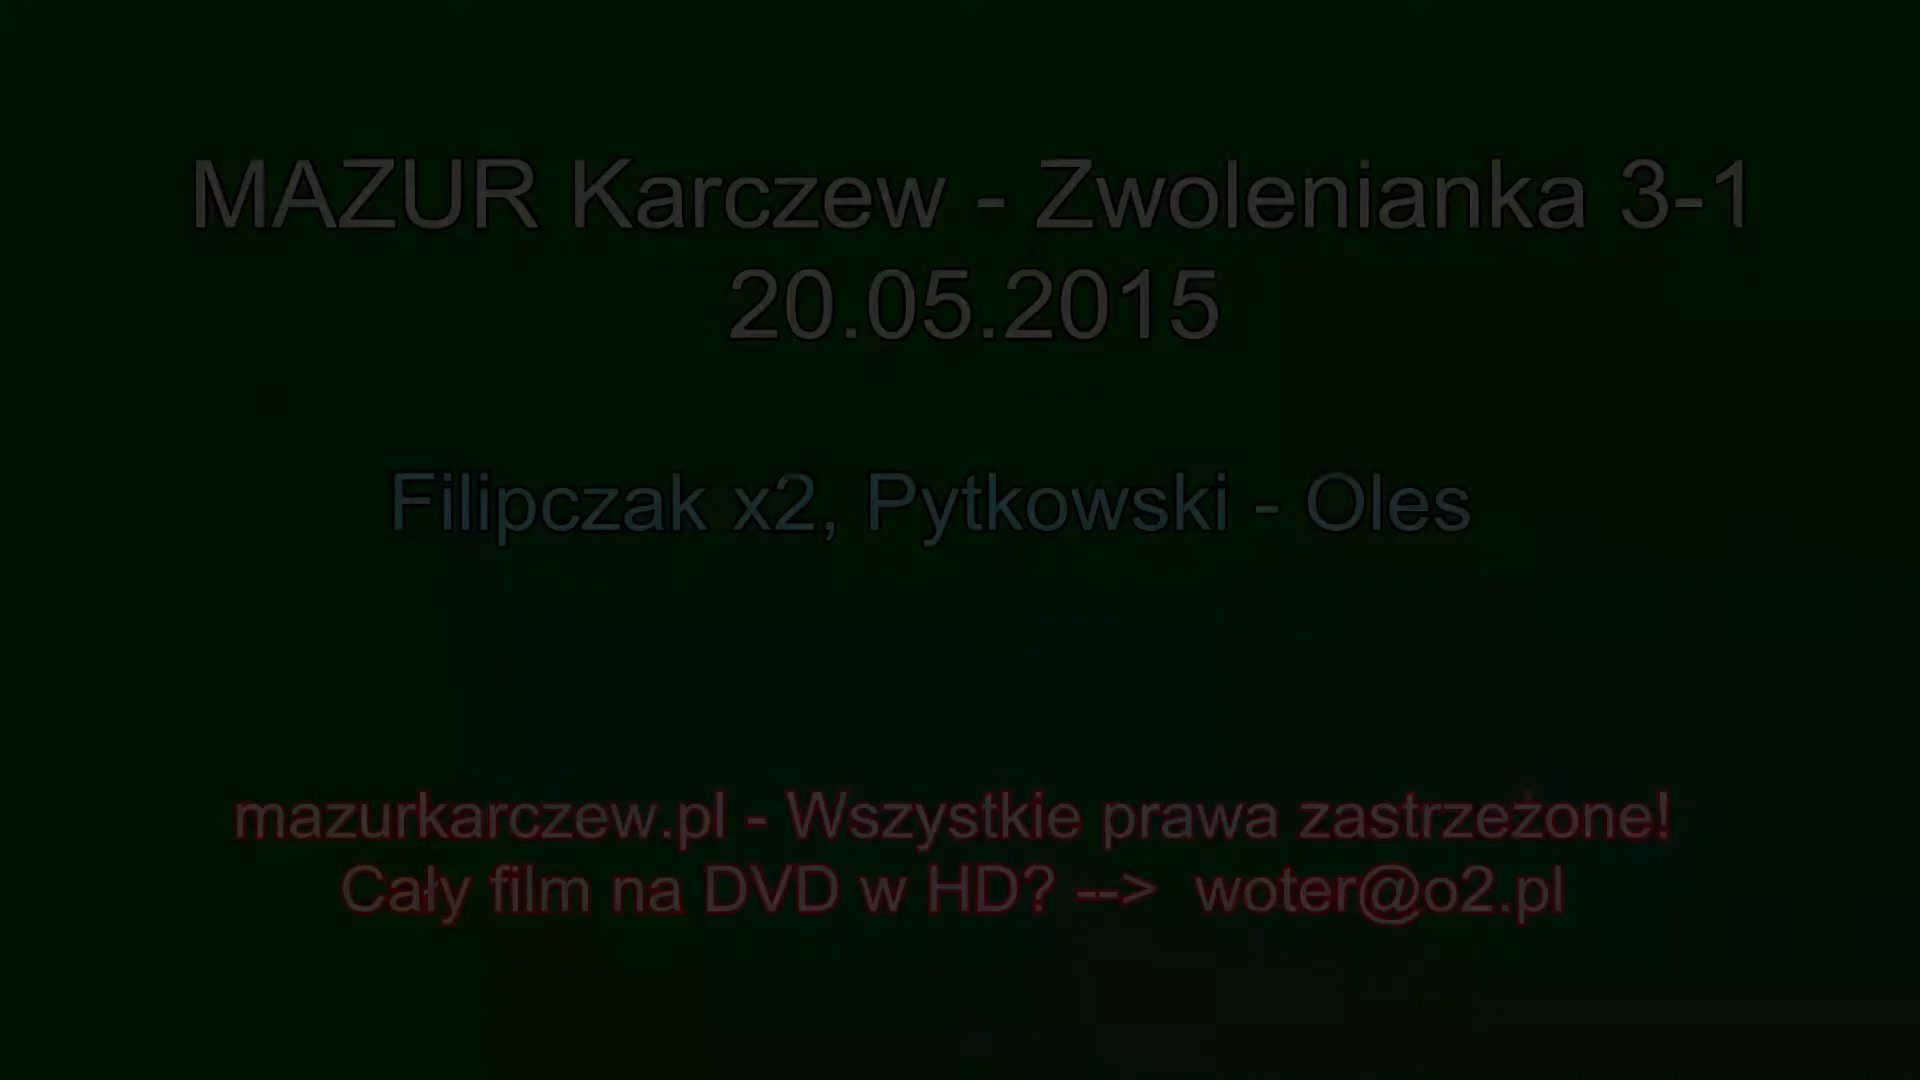 MAZUR Karczew - Zwolenianka 3-1
20.05.2015
Filipczak x2, Pytkowski - Oles
mazurkarczew.pl - Wszystkie prawa zastrzeżone!
Cały film na DVD w HD? --> woter@o2.pl